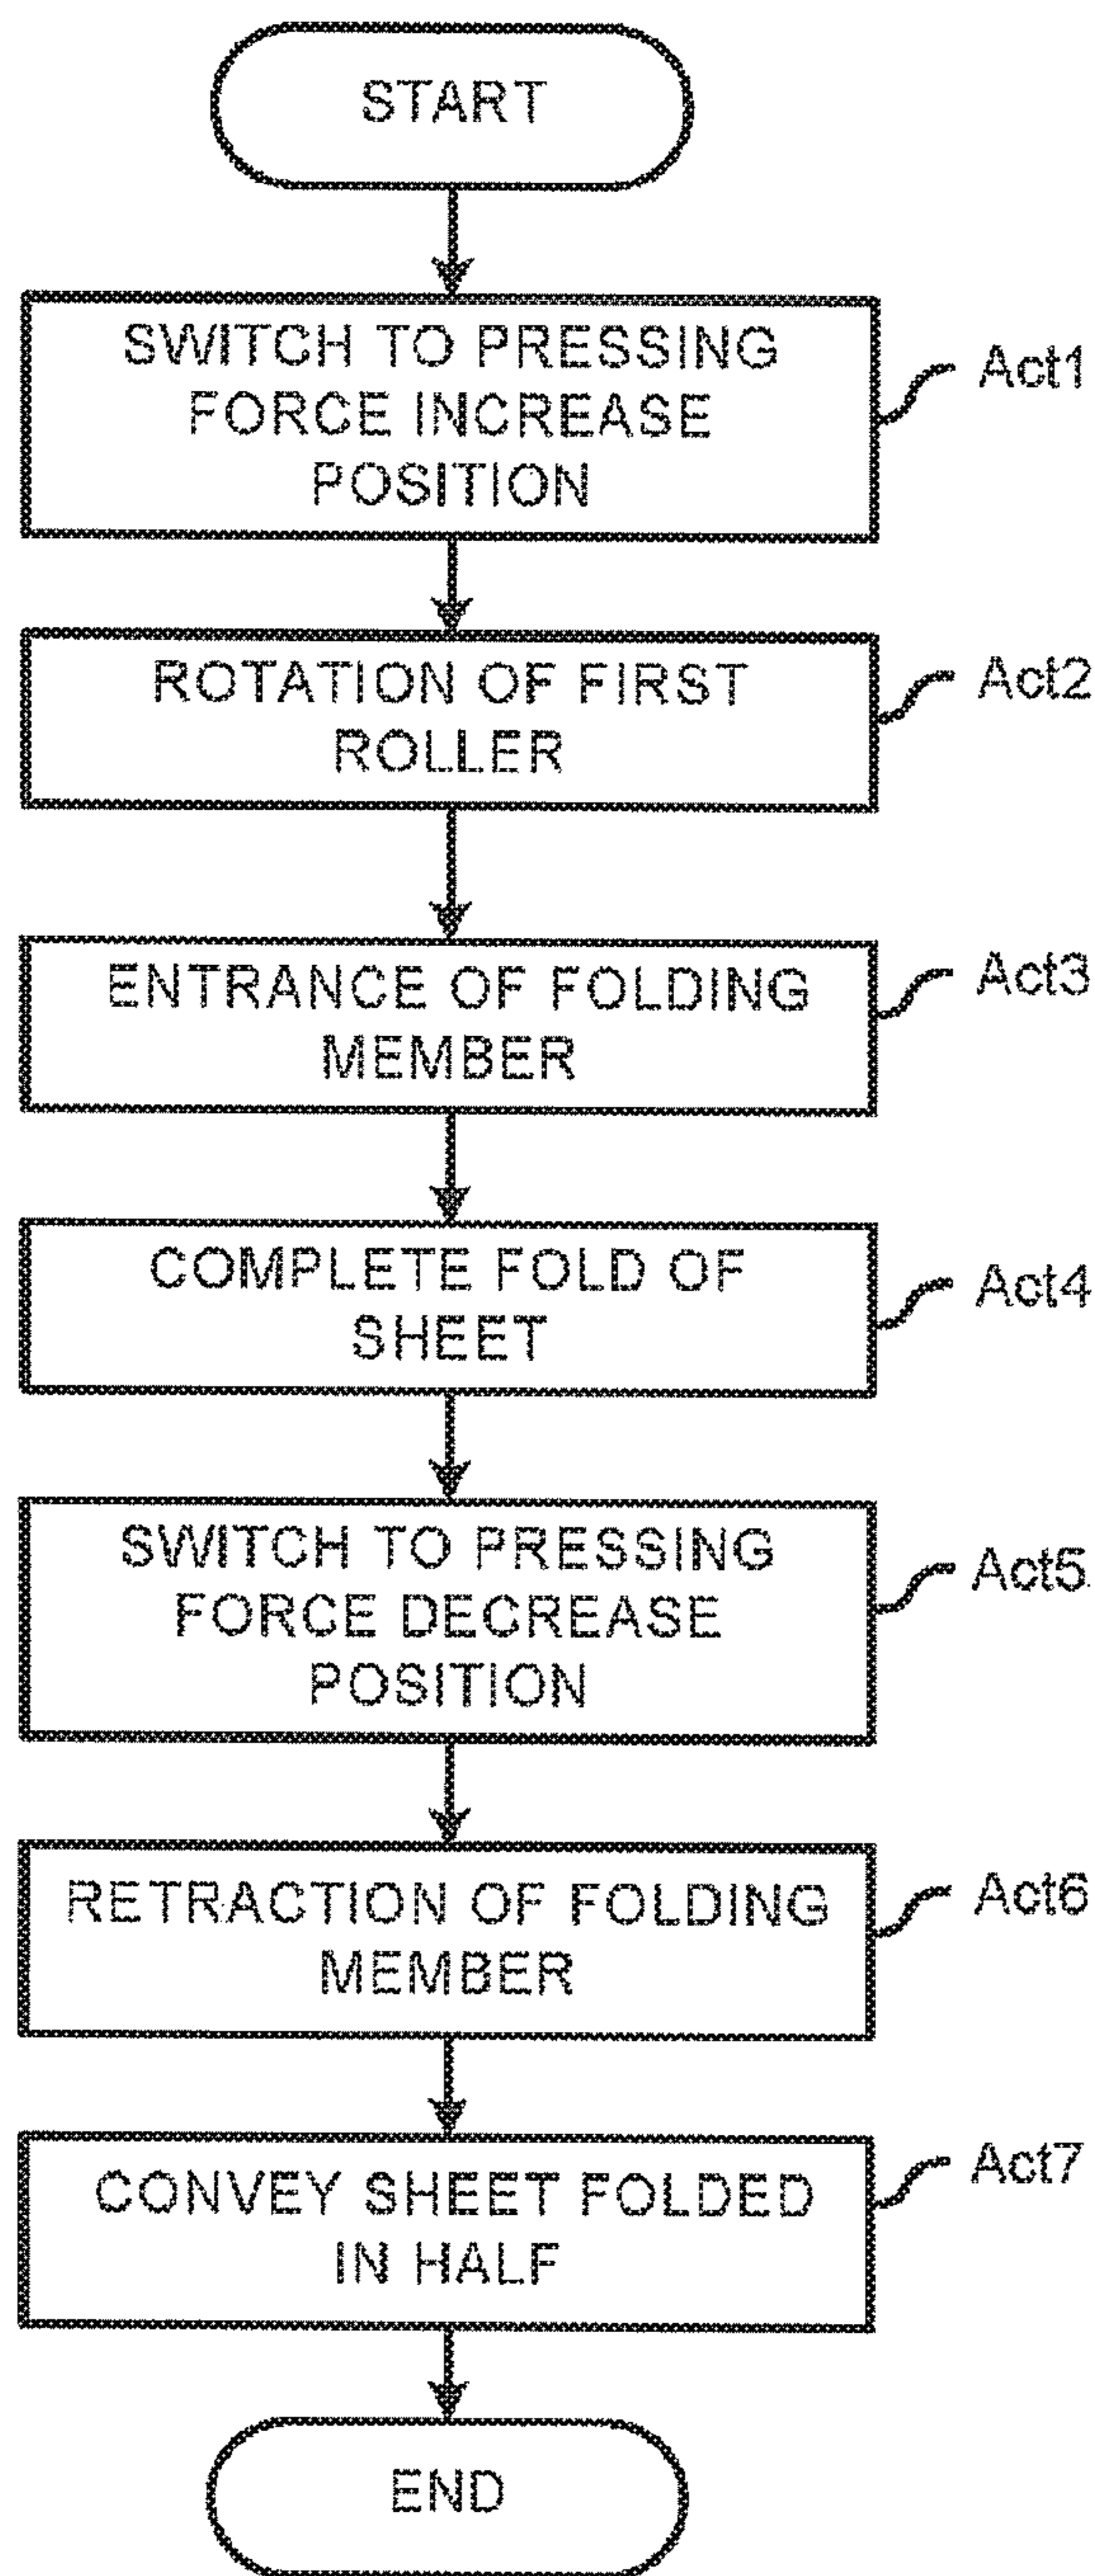 START
SWITCH TO PRESSING
FORCE INCREASE
POSITION
Act1
ROTATION OF FIRST
ROLLER
Act2
ENTRANCE OF FOLDING
MEMBER
Act3
COMPLETE FOLD OF
SHEET
Act4
SWITCH TO PRESSING
FORCE DECREASE
POSITION
Act5
RETRACTION OF FOLDING
MEMBER
Act6
CONVEY SHEET FOLDED
IN HALF
Act7
END